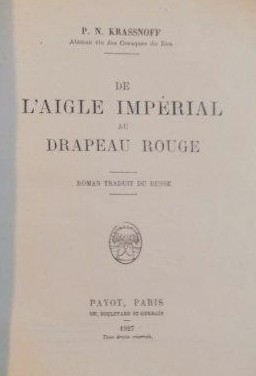 P. N. KRASSNOFF
Ataman élu des Cosaques du Don
DE
L'AIGLE IMPÉRIAL
AU
DRAPEAU ROUGE
ROMAN TRADUIT DU RUSSE
PAYOT, PARIS
106, BOULEVARD ST-GERMAIN
1927
Tous droits réservés.